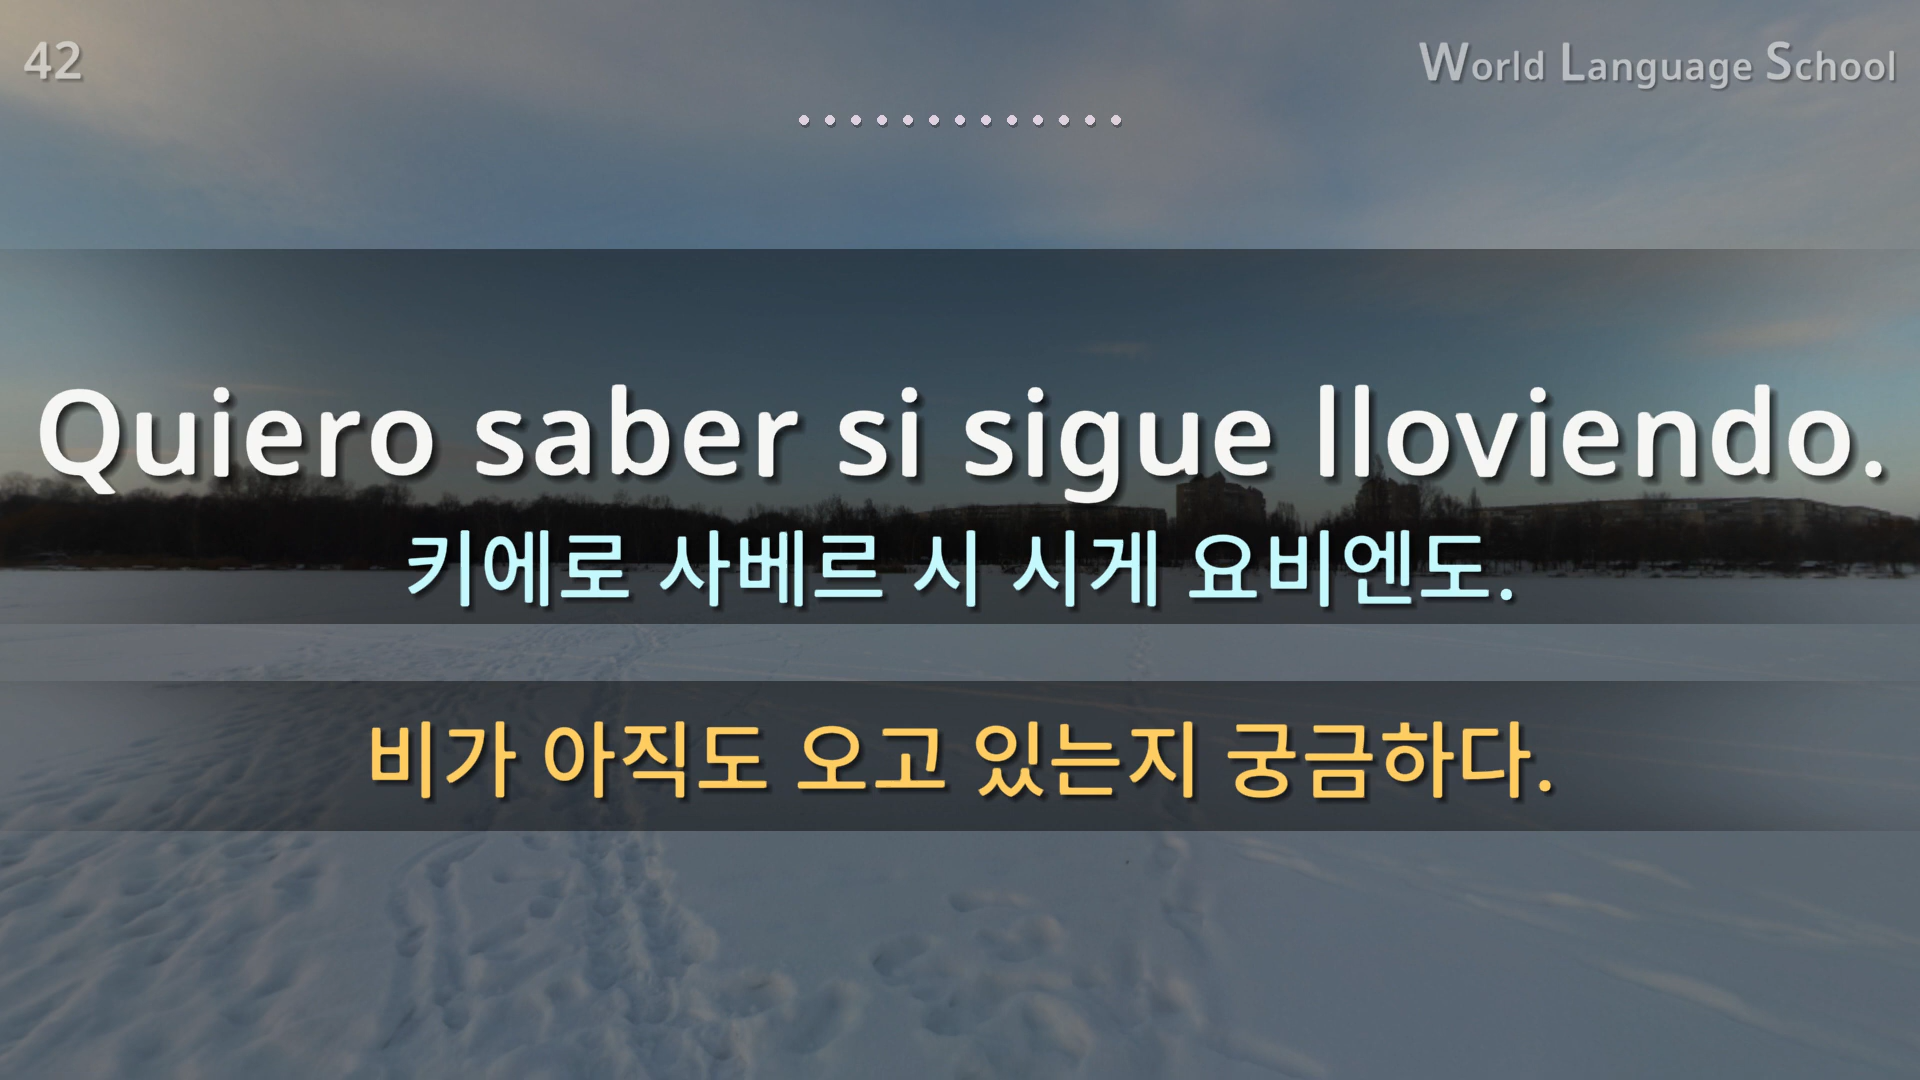 42
World Language School
Quiero saber si sigue lloviendo.
키에로 사베르 시 시게 요비엔도.
비가 아직도 오고 있는지 궁금하다.